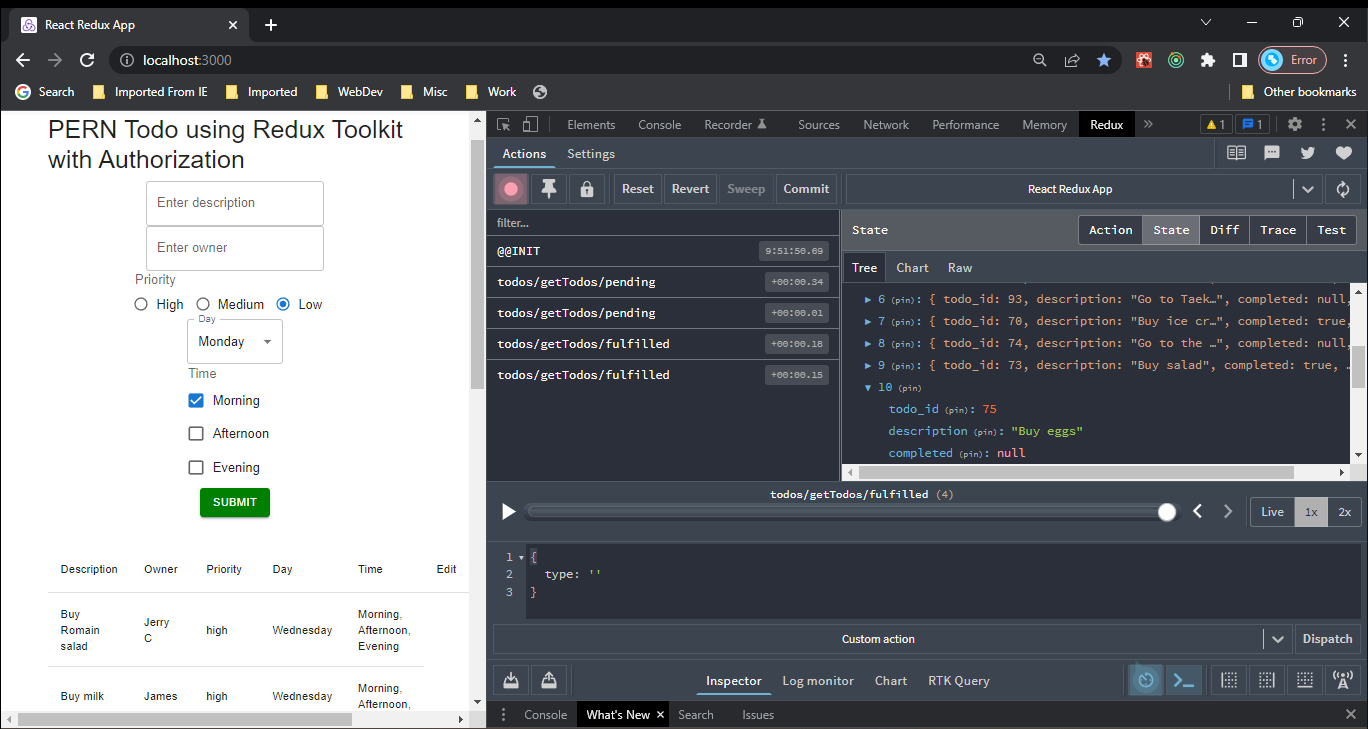 React Redux App
localhost:3000
Error
Search Imported From IE Imported WebDev Misc Work Other bookmarks
PERN Todo using Redux Toolkit
with Authorization
Enter description
Enter owner
Priority
High Medium Low
Day
Monday
Time
Morning
Afternoon
Evening
SUBMIT
Description Owner Priority Day Time Edit
Buy
Romain
salad
Jerry
C
high
Wednesday
Morning,
Afternoon,
Evening
Buy milk James high Wednesday
Morning,
Afternoon,
Elements Console Recorder Sources Network Performance Memory Redux » 1 1
Actions Settings
Reset Revert Sweep Commit React Redux App
filter...
@@INIT 9:51:50.69
todos/getTodos/pending +00:00.34
todos/getTodos/pending +00:00.01
todos/getTodos/fulfilled +00:00.18
todos/getTodos/fulfilled +00:00.15
State Action State Diff Trace Test
Tree Chart Raw
6 (pin): { todo_id: 93, description: "Go to Taek…", completed: null,
7 (pin): { todo_id: 70, description: "Buy ice cr…", completed: true,
8 (pin): { todo_id: 74, description: "Go to the …", completed: null,
9 (pin): { todo_id: 73, description: "Buy salad", completed: true, …
10 (pin)
todo_id (pin): 75
description (pin): "Buy eggs"
completed (pin): null
todos/getTodos/fulfilled (4)
Live 1x 2x
1 {
2 type: ''
3 }
Custom action Dispatch
Inspector Log monitor Chart RTK Query
Console What's New Search Issues